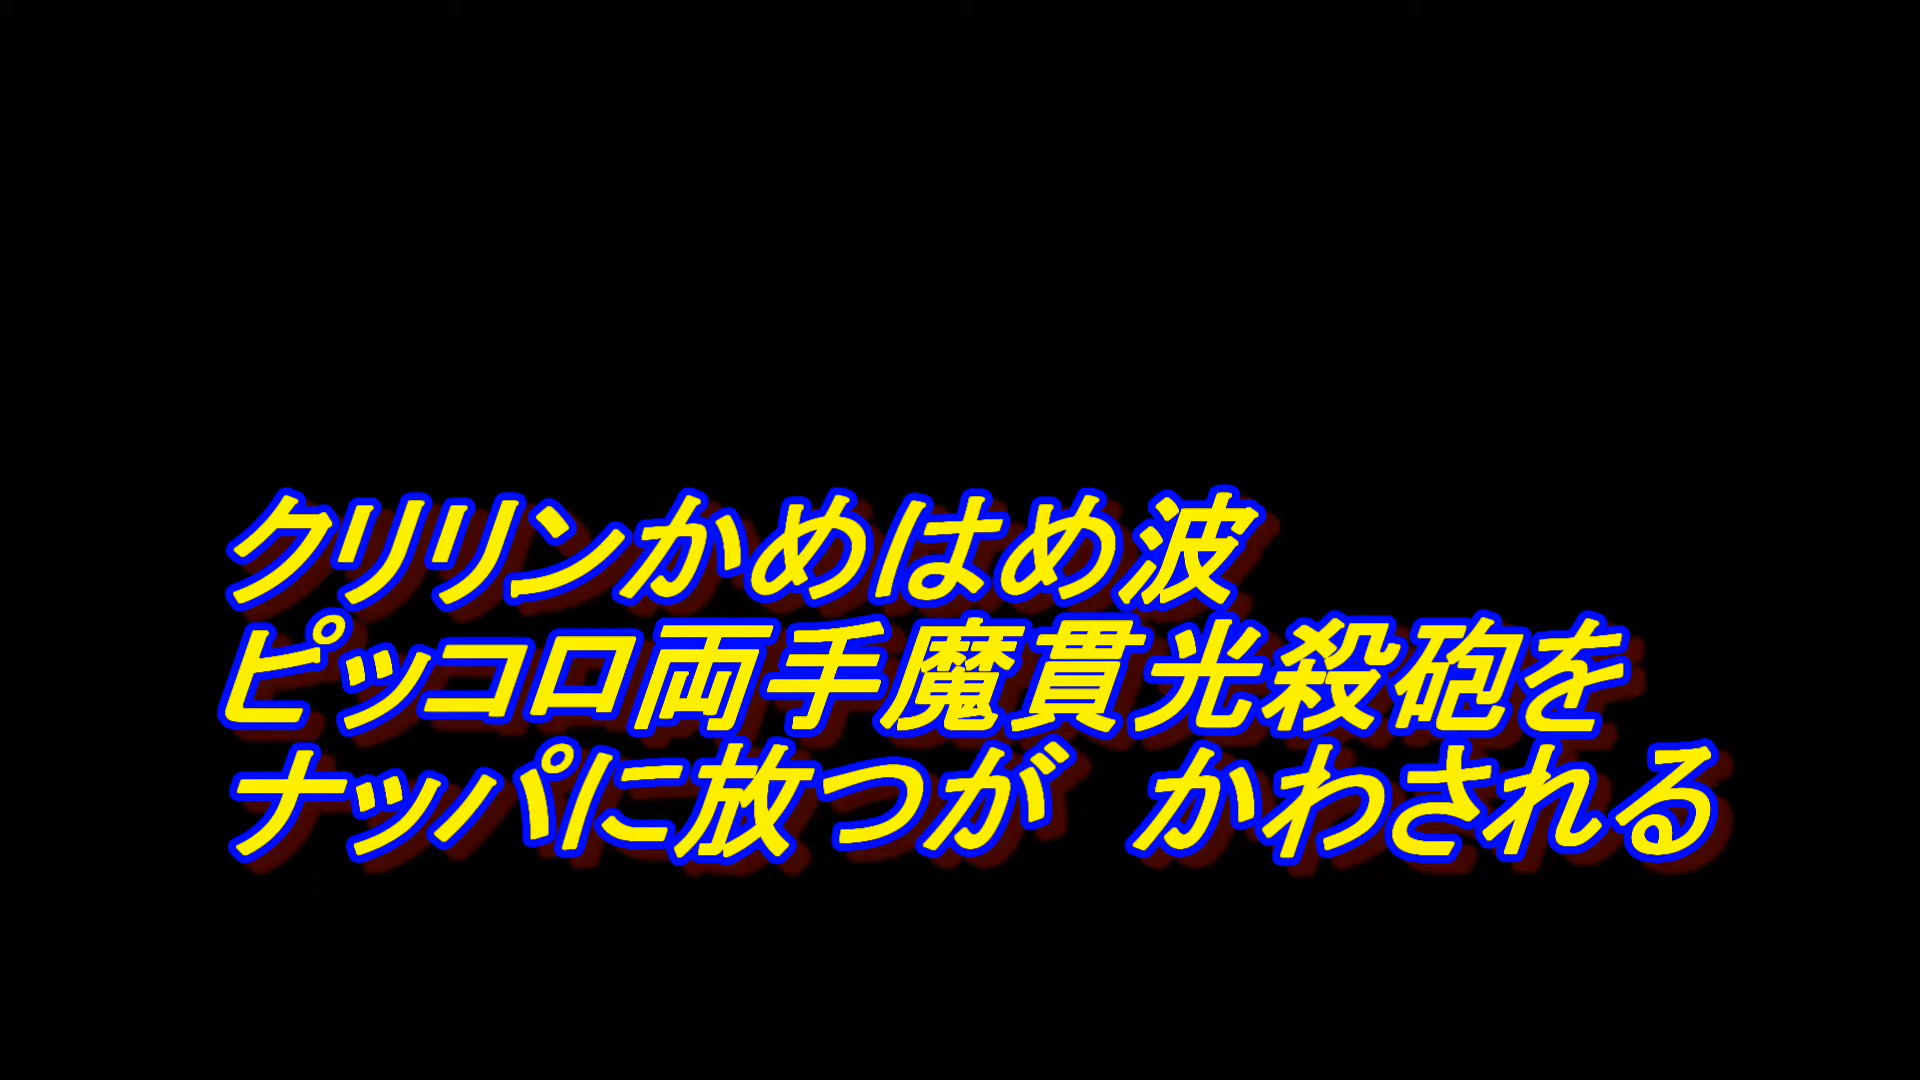 クリリンかめはめ波
ピッコロ両手魔貫光殺砲を
ナッパに放つが　かわされる